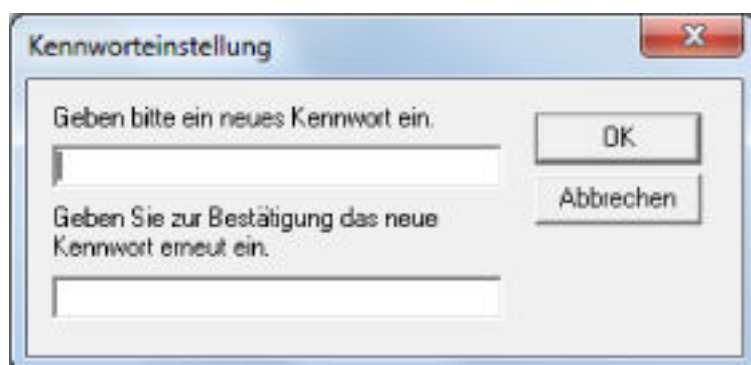 Kennworteinstellung
Geben bitte ein neues Kennwort ein.
OK
Abbrechen
Geben Sie zur Bestätigung das neue
Kennwort erneut ein.